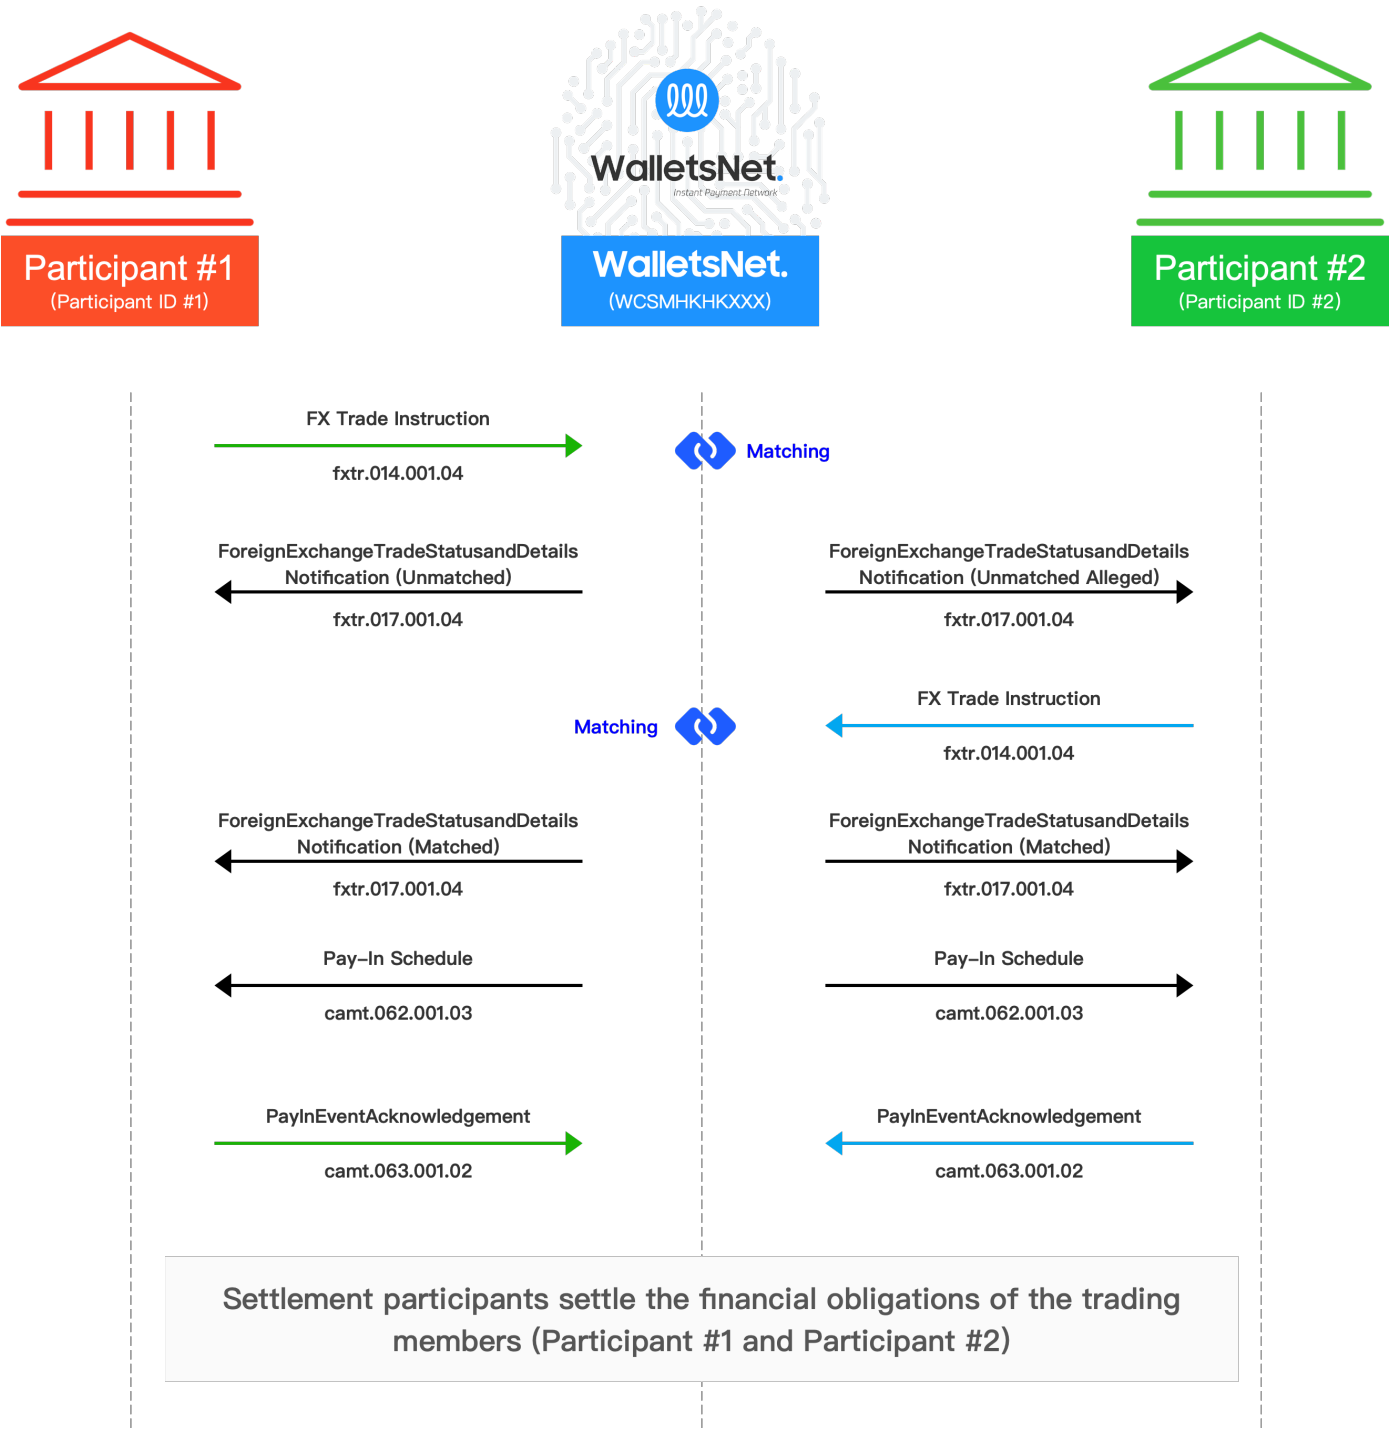 WalletsNet.
Instant Payment Network
Participant #1
(Participant ID #1)
WalletsNet.
(WCSMHKHKXXX)
Participant #2
(Participant ID #2)
FX Trade Instruction
fxtr.014.001.04
Matching
ForeignExchangeTradeStatusandDetails
Notification (Unmatched)
fxtr.017.001.04
ForeignExchangeTradeStatusandDetails
Notification (Unmatched Alleged)
fxtr.017.001.04
Matching
FX Trade Instruction
fxtr.014.001.04
ForeignExchangeTradeStatusandDetails
Notification (Matched)
fxtr.017.001.04
ForeignExchangeTradeStatusandDetails
Notification (Matched)
fxtr.017.001.04
Pay-In Schedule
camt.062.001.03
Pay-In Schedule
camt.062.001.03
PayInEventAcknowledgement
camt.063.001.02
PayInEventAcknowledgement
camt.063.001.02
Settlement participants settle the financial obligations of the trading
members (Participant #1 and Participant #2)